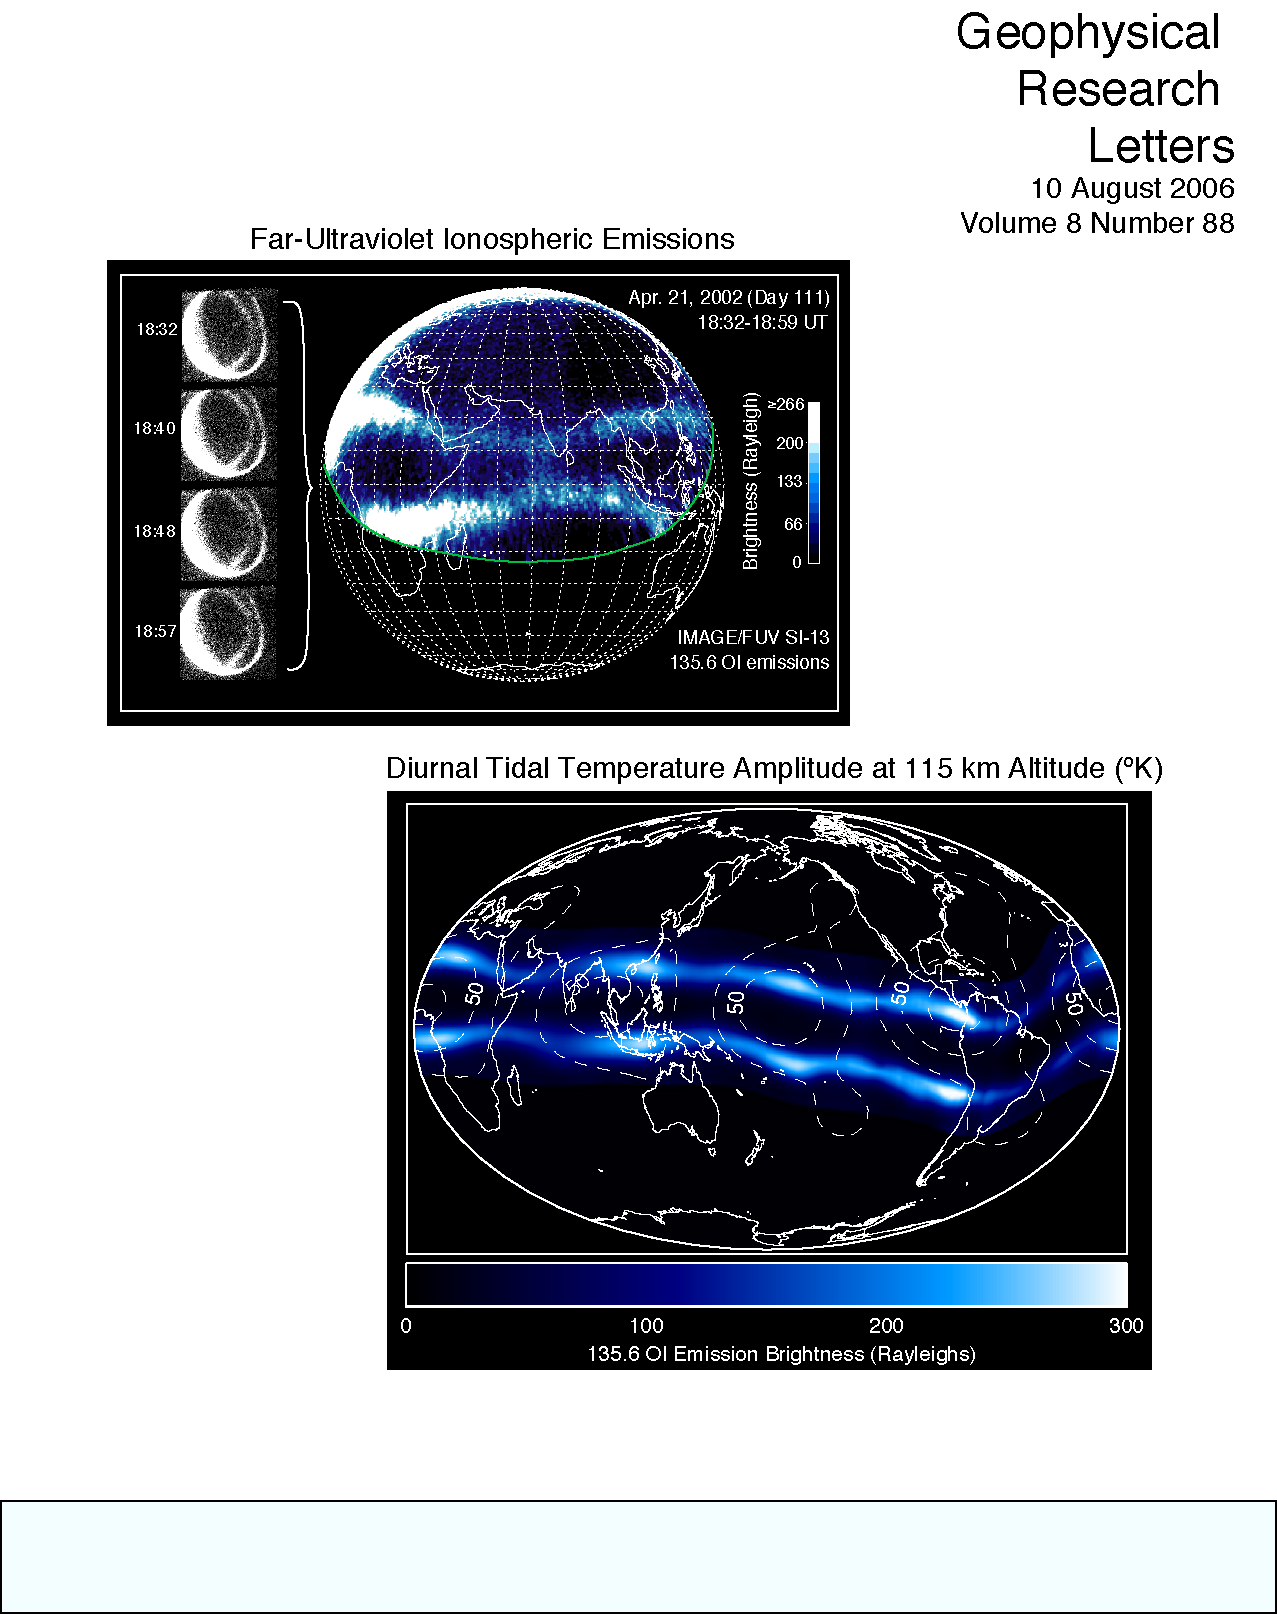 Geophysical
Research
Letters
10 August 2006
Volume 8 Number 88
Far-Ultraviolet Ionospheric Emissions
Apr. 21, 2002 (Day 111)
18:32-18:59 UT
18:32
18:40
18:48
18:57
Brightness (Rayleigh)
≥266
200
133
66
0
IMAGE/FUV SI-13
135.6 OI emissions
Diurnal Tidal Temperature Amplitude at 115 km Altitude (ºK)
50
50
50
50
50
0 100 200 300
135.6 OI Emission Brightness (Rayleighs)